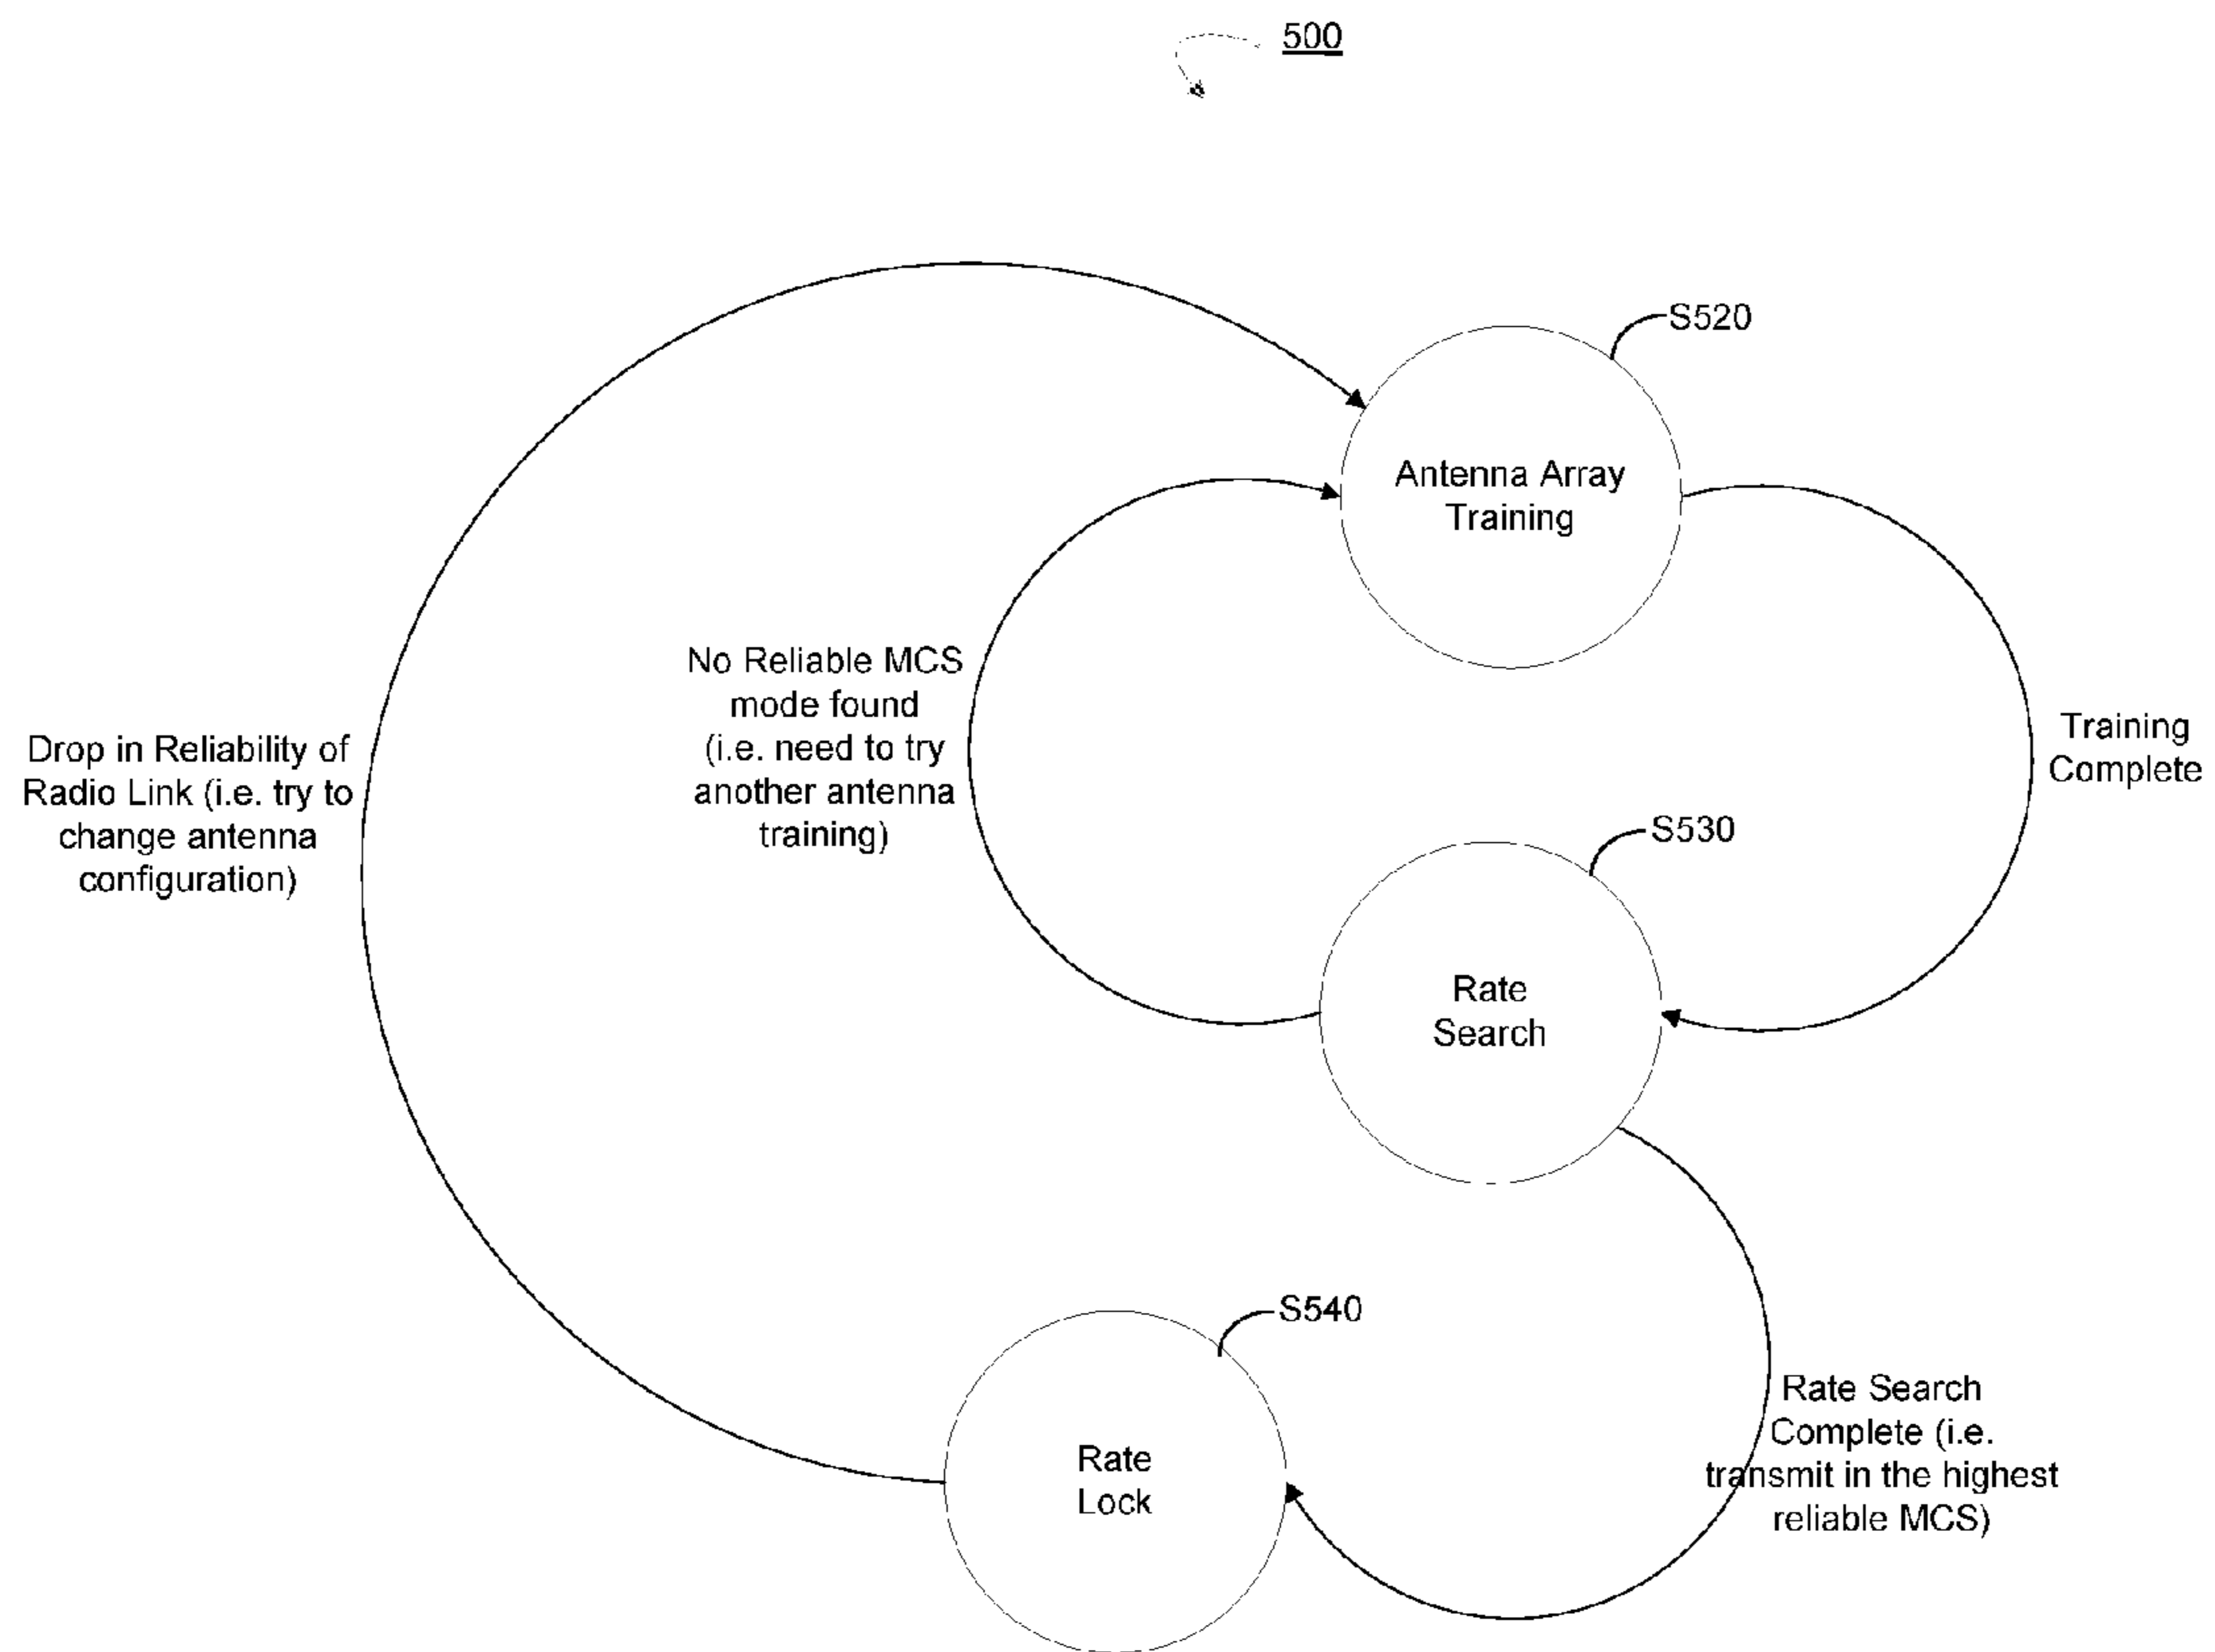 500
S520
Antenna Array
Training
No Reliable MCS
mode found
(i.e. need to try
another antenna
training)
Drop in Reliability of
Radio Link (i.e. try to
change antenna
configuration)
Training
Complete
S530
Rate
Search
S540
Rate
Lock
Rate Search
Complete (i.e.
transmit in the highest
reliable MCS)